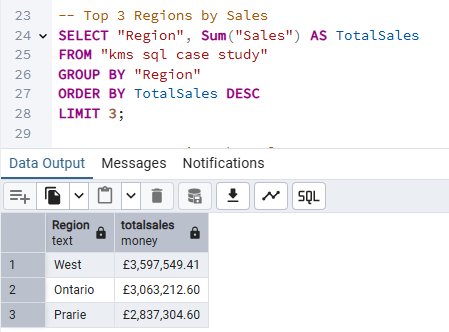 23 -- Top 3 Regions by Sales
24 SELECT "Region", Sum("Sales") AS TotalSales
25 FROM "kms sql case study"
26 GROUP BY "Region"
27 ORDER BY TotalSales DESC
28 LIMIT 3;
29
Data Output Messages Notifications
SQL
Region text totalsales money
1 West £3,597,549.41
2 Ontario £3,063,212.60
3 Prarie £2,837,304.60